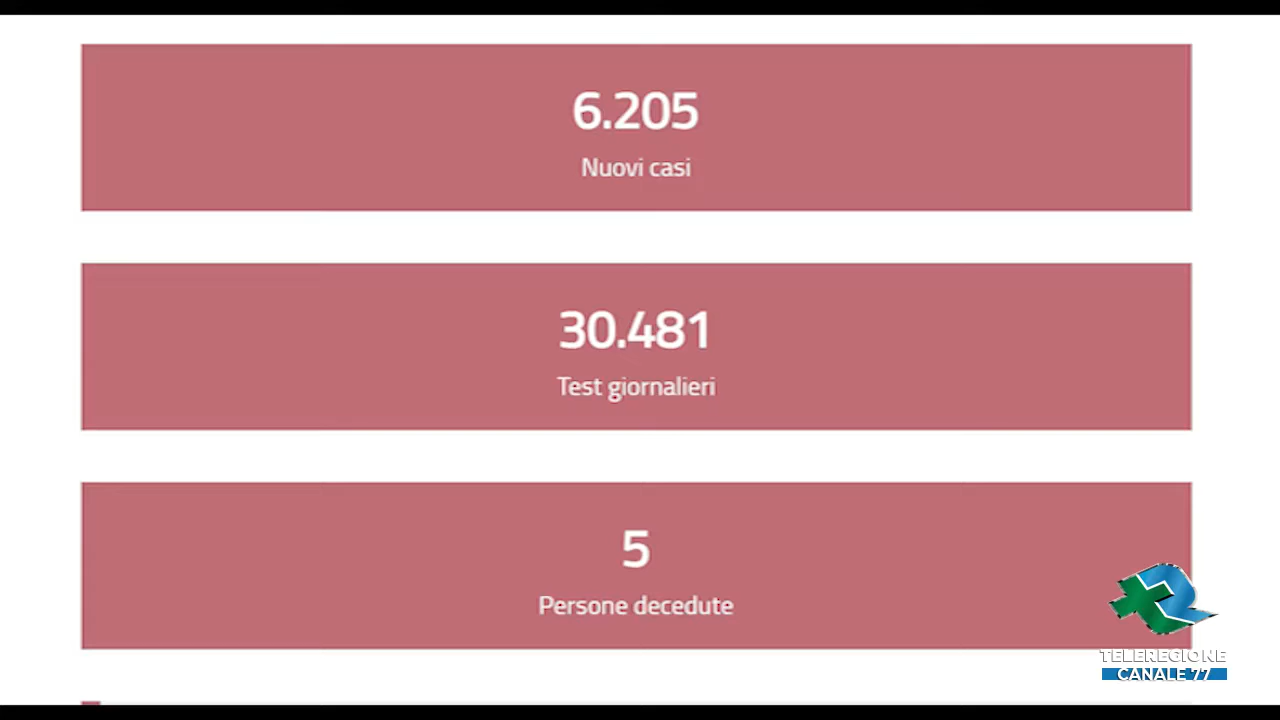 6.205
Nuovi casi
30.481
Test giornalieri
5
Persone decedute
TELEREGIONE
CANALE 77